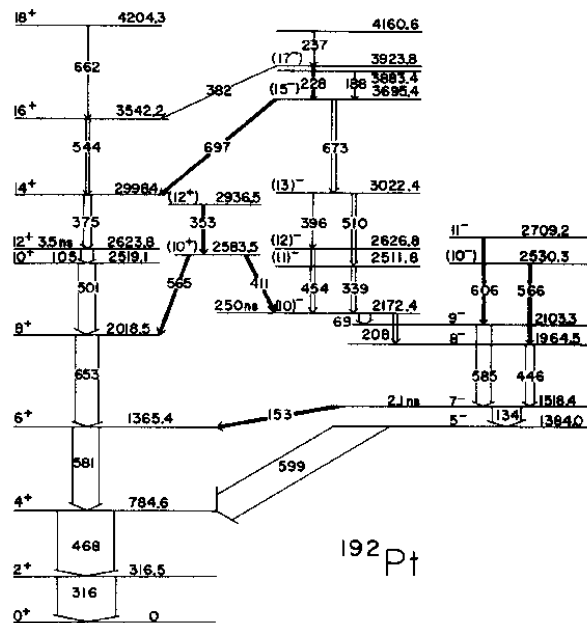 18+ 4204.3 4160.6
237
(17-) 3923.8
662 382 228 188 3883.4
16+ 3542.2 (15-) 3695.4
544 697 673
14+ 2998.4 (12+) 2936.5 (13)- 3022.4
375 353 396 510 11- 2709.2
12+ 3.5ns 2623.8 (10+) 2583.5 (12)- 2626.8 (10-) 2530.3
10+ 105 2519.1 (11)- 2511.8
501 565 411 454 339 606 566
250ns (10)- 2172.4
8+ 2018.5 69 9- 2103.3
208 8- 1964.5
653 585 446
2.1ns 7- 1518.4
6+ 1365.4 153 134
5- 1384.0
581 599
4+ 784.6
468 192Pt
2+ 316.5
316
0+ 0